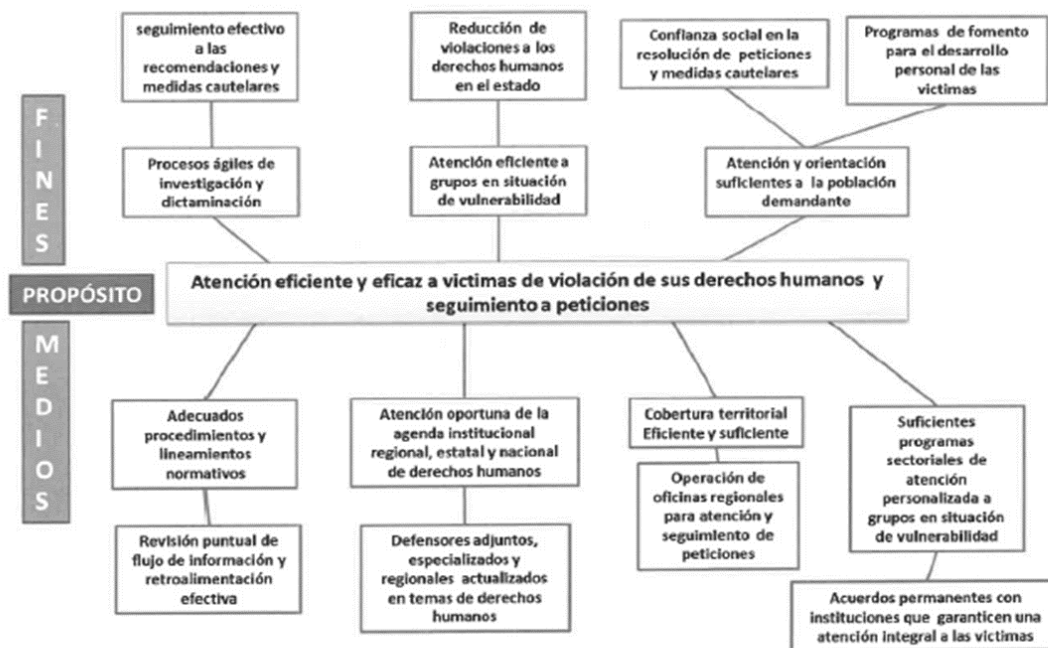 seguimiento efectivo
a las
recomendaciones y
medidas cautelares
Reducción de
violaciones a los
derechos humanos
en el estado
Confianza social en la
resolución de peticiones
y medidas cautelares
Programas de fomento
para el desarrollo
personal de las
victimas
FINES
Procesos ágiles de
investigación y
dictaminación
Atención eficiente a
grupos en situación
de vulnerabilidad
Atención y orientación
suficientes a la población
demandante
PROPÓSITO
Atención eficiente y eficaz a victimas de violación de sus derechos humanos y
seguimiento a peticiones
MEDIOS
Adecuados
procedimientos y
lineamientos
normativos
Atención oportuna de la
agenda institucional
regional, estatal y nacional
de derechos humanos
Cobertura territorial
Eficiente y suficiente
Suficientes
programas
sectoriales de
atención
personalizada a
grupos en situación
de vulnerabilidad
Revisión puntual de
flujo de información y
retroalimentación
efectiva
Defensores adjuntos,
especializados y
regionales actualizados
en temas de derechos
humanos
Operación de
oficinas regionales
para atención y
seguimiento de
peticiones
Acuerdos permanentes con
instituciones que garanticen una
atención integral a las victimas